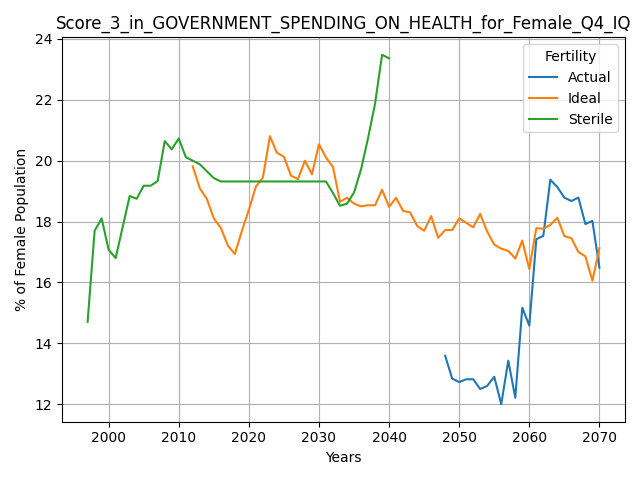 Score_3_in_GOVERNMENT_SPENDING_ON_HEALTH_for_Female_Q4_IQ
Fertility
Actual
Ideal
Sterile
% of Female Population
24
22
20
18
16
14
12
2000 2010 2020 2030 2040 2050 2060 2070
Years